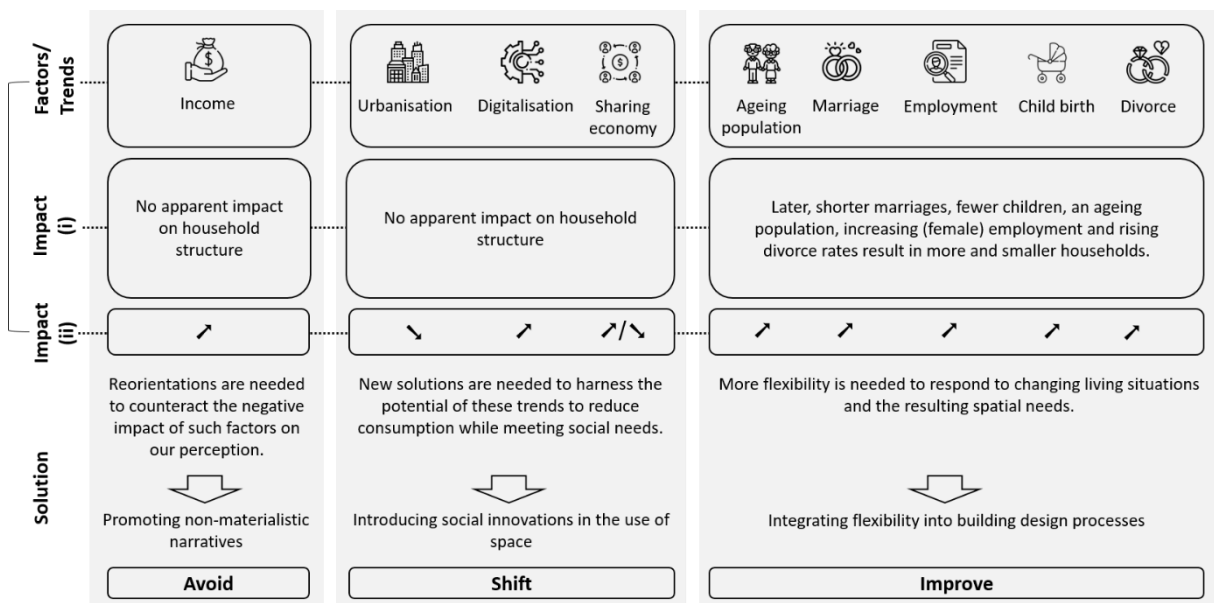 Factors/
Trends
Income
Urbanisation
Digitalisation
Sharing
economy
Ageing
population
Marriage
Employment
Child birth
Divorce
Impact
(i)
No apparent impact
on household
structure
No apparent impact on household
structure
Later, shorter marriages, fewer children, an ageing
population, increasing (female) employment and rising
divorce rates result in more and smaller households.
Impact
(ii)
➚
➘
➚
➚/➘
➚
➚
➚
➚
➚
Solution
Reorientations are needed
to counteract the negative
impact of such factors on
our perception.
Promoting non-materialistic
narratives
Avoid
New solutions are needed to harness the
potential of these trends to reduce
consumption while meeting social needs.
Introducing social innovations in the use of
space
Shift
More flexibility is needed to respond to changing living situations
and the resulting spatial needs.
Integrating flexibility into building design processes
Improve